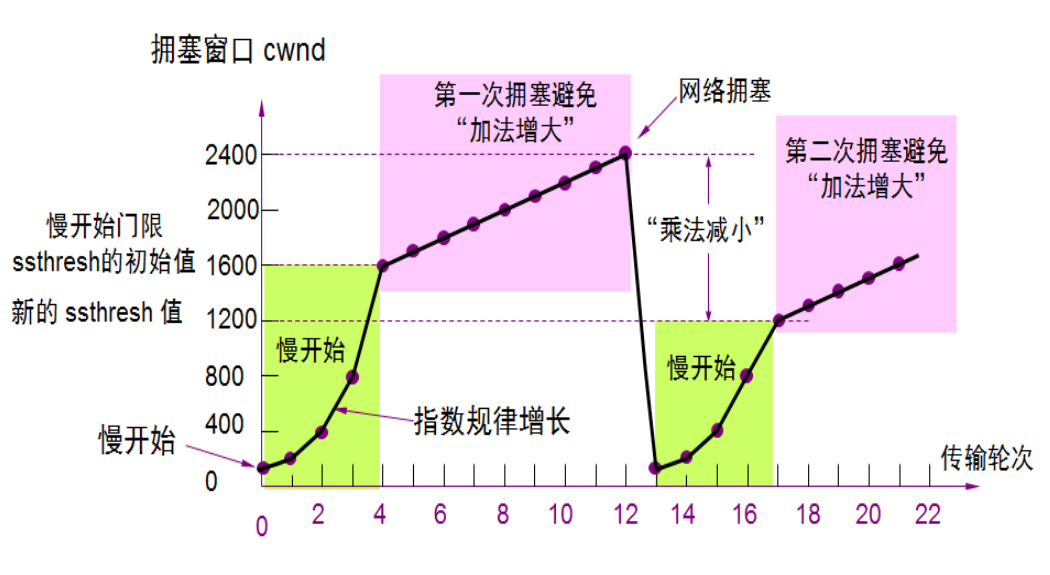 拥塞窗口 cwnd
第一次拥塞避免
“加法增大”
网络拥塞
第二次拥塞避免
“加法增大”
2400
2000
慢开始门限
ssthresh的初始值
1600
“乘法减小”
新的 ssthresh 值
1200
慢开始
慢开始
800
400
指数规律增长
慢开始
0
传输轮次
0 2 4 6 8 10 12 14 16 18 20 22